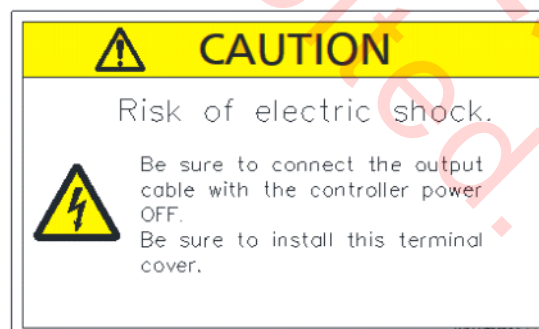 CAUTION
Risk of electric shock.
Be sure to connect the output
cable with the controller power
OFF.
Be sure to install this terminal
cover.